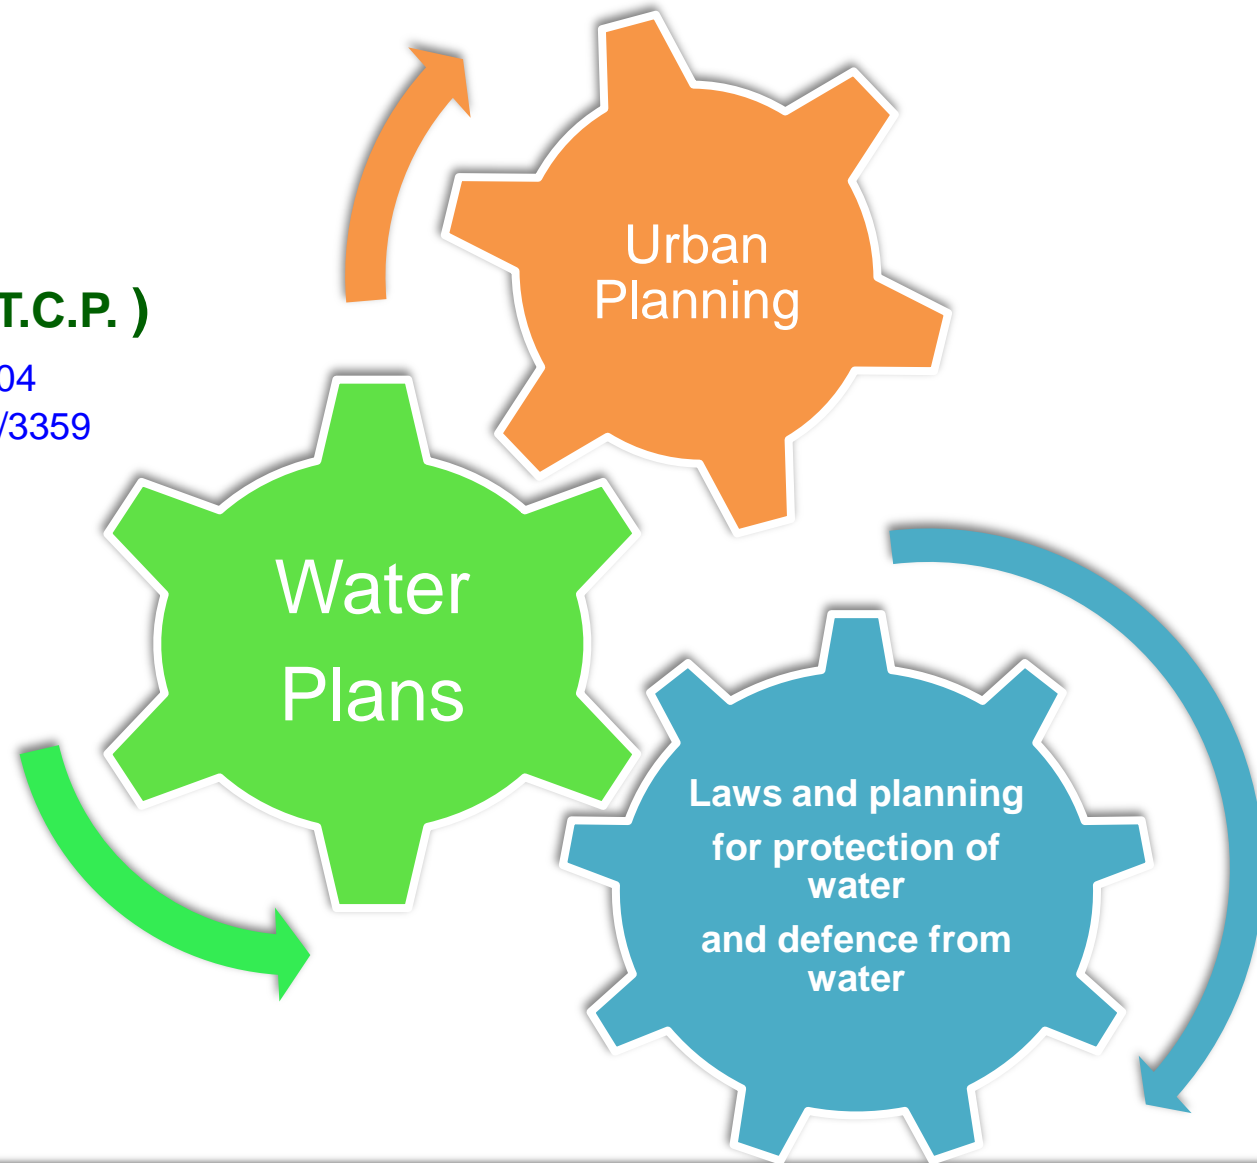 Urban
Planning
T.C.P. )
04
/3359
Water
Plans
Laws and planning
for protection of
water
and defence from
water